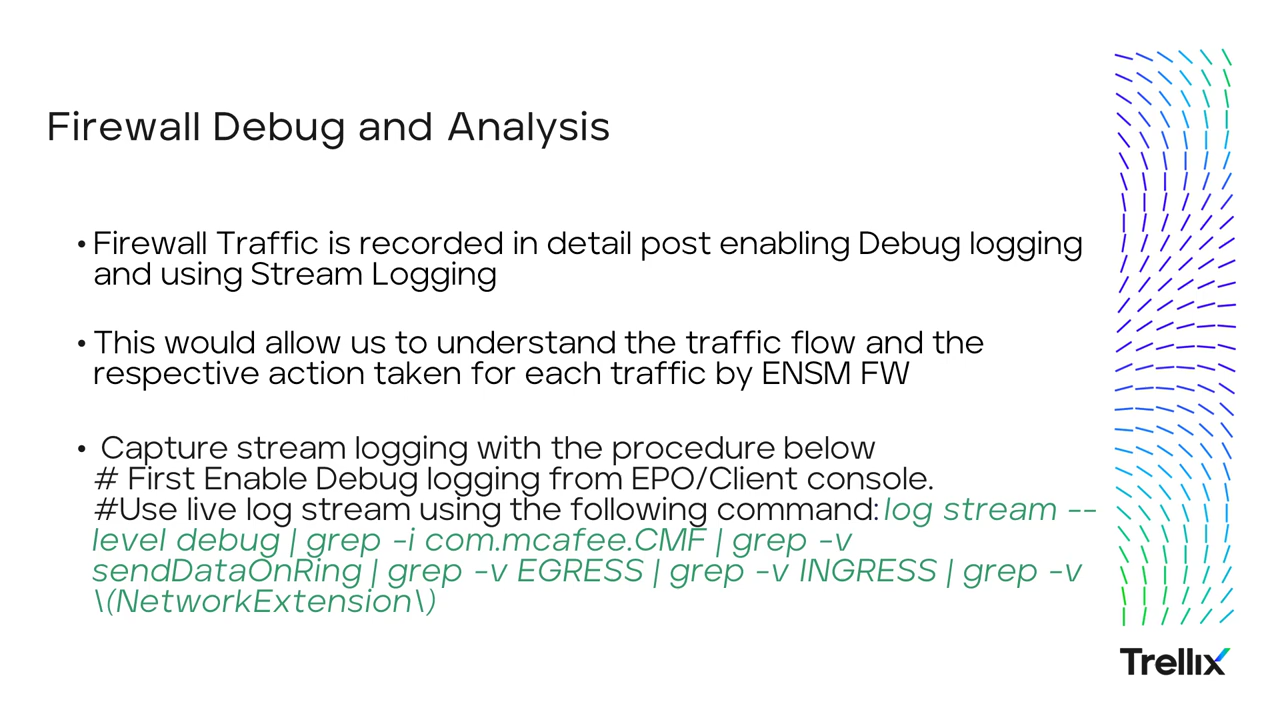 Firewall Debug and Analysis
• Firewall Traffic is recorded in detail post enabling Debug logging
and using Stream Logging
• This would allow us to understand the traffic flow and the
respective action taken for each traffic by ENSM FW
• Capture stream logging with the procedure below
# First Enable Debug logging from EPO/Client console.
#Use live log stream using the following command: log stream --
level debug | grep -i com.mcafee.CMF | grep -v
sendDataOnRing | grep -v EGRESS | grep -v INGRESS | grep -v
\(NetworkExtension\)
Trellix